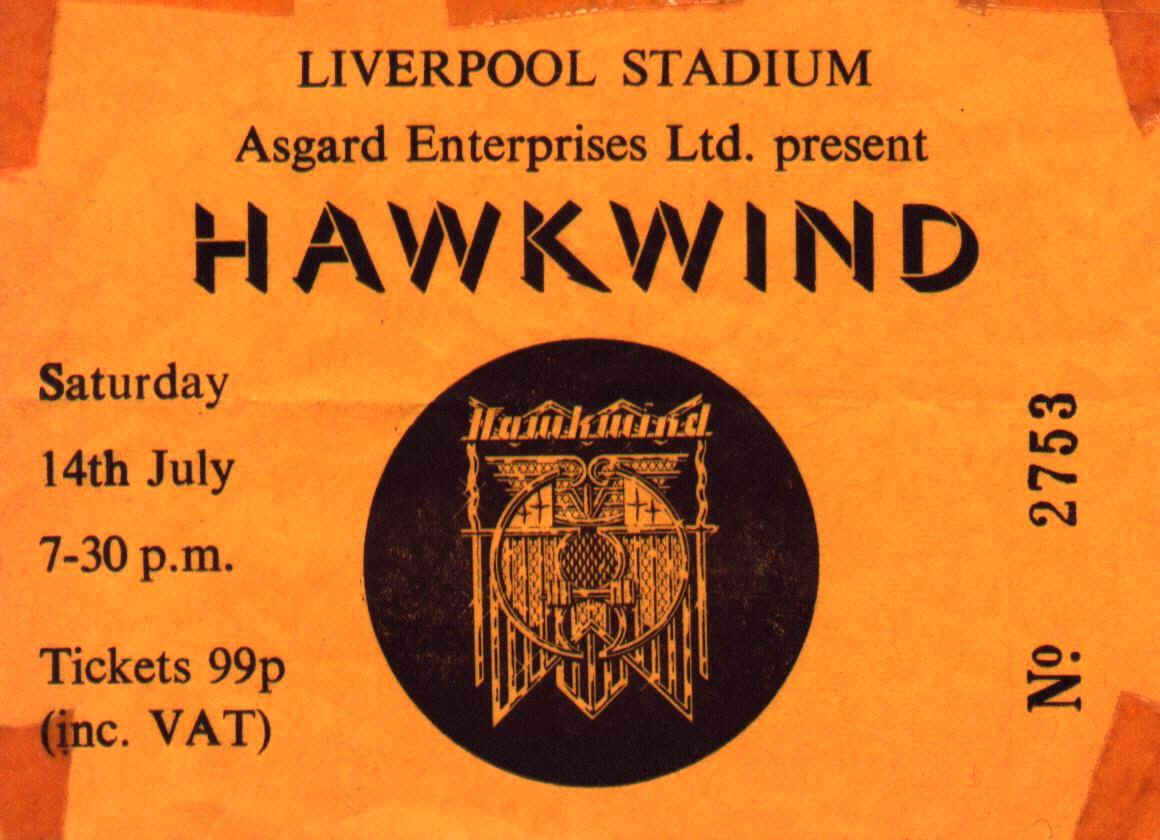 LIVERPOOL STADIUM
Asgard Enterprises Ltd. present
HAWKWIND
Saturday
14th July
7-30 p.m.
Tickets 99p
(inc. VAT)
Hawkwind
Nº. 2753